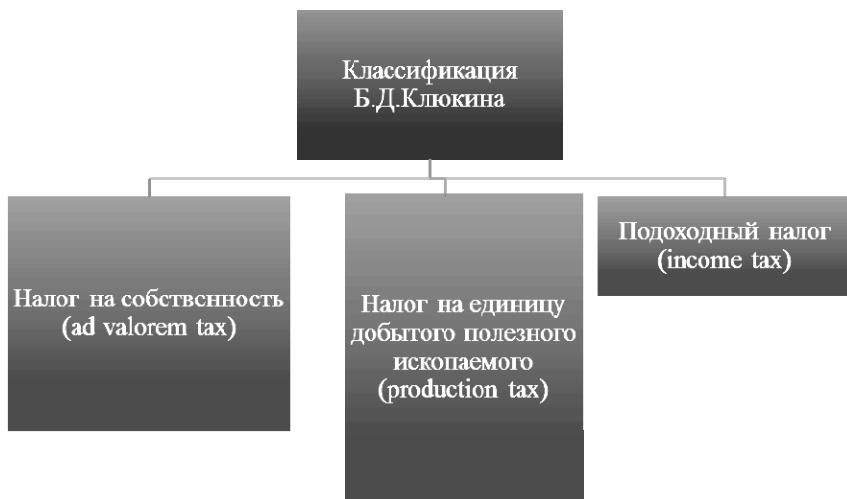 Классификация
Б.Д.Клюкина
Налог на собственность
(ad valorem tax)
Налог на единицу
добытого полезного
ископаемого
(production tax)
Подоходный налог
(income tax)